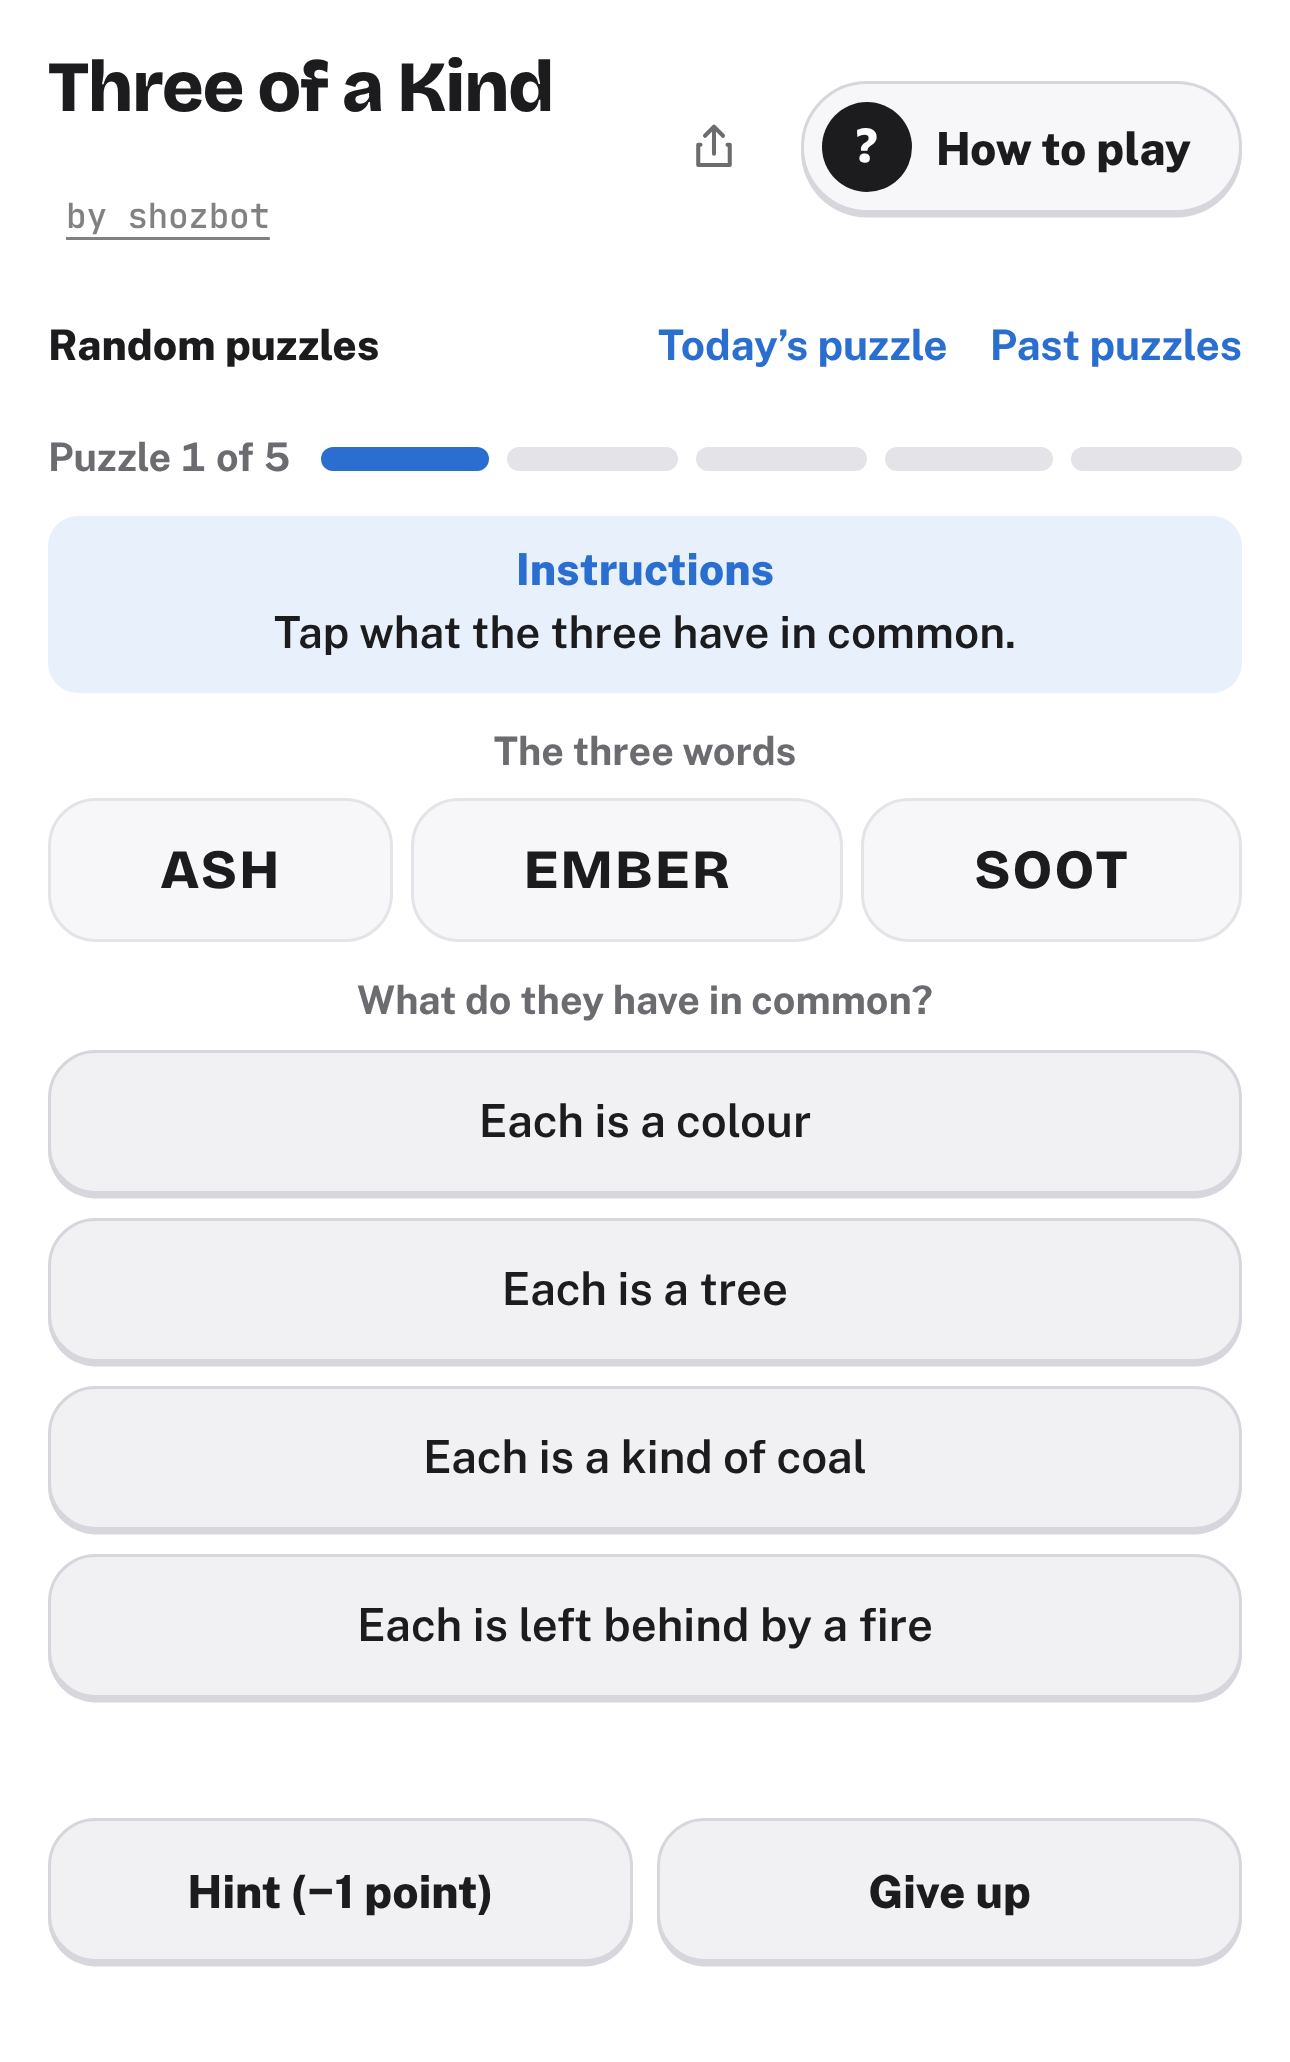 Three of a Kind
? How to play
by shozbot
Random puzzles
Today’s puzzle Past puzzles
Puzzle 1 of 5
Instructions
Tap what the three have in common.
The three words
ASH EMBER SOOT
What do they have in common?
Each is a colour
Each is a tree
Each is a kind of coal
Each is left behind by a fire
Hint (−1 point) Give up